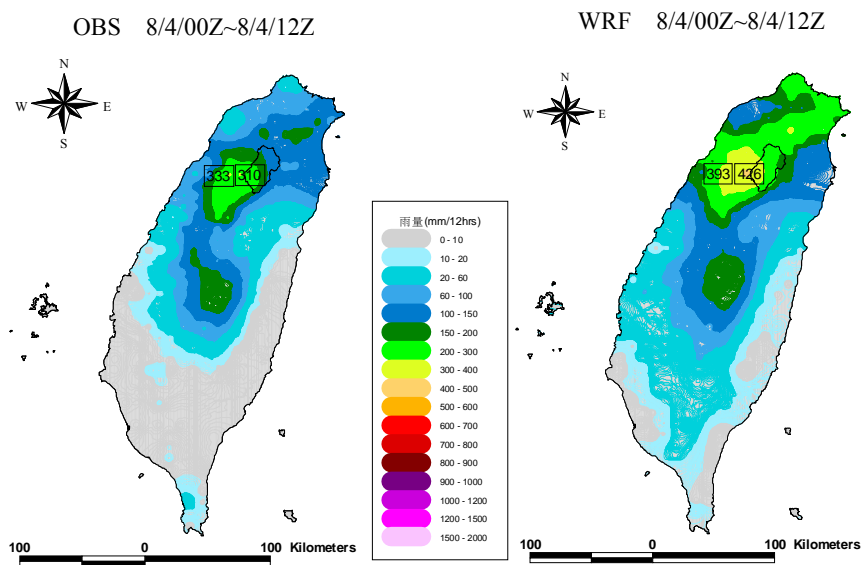 OBS 8/4/00Z~8/4/12Z
WRF 8/4/00Z~8/4/12Z
N
W E
S
N
W E
S
333 310
393 426
雨量(mm/12hrs)
0 - 10
10 - 20
20 - 60
60 - 100
100 - 150
150 - 200
200 - 300
300 - 400
400 - 500
500 - 600
600 - 700
700 - 800
800 - 900
900 - 1000
1000 - 1200
1200 - 1500
1500 - 2000
100 0 100 Kilometers
100 0 100 Kilometers